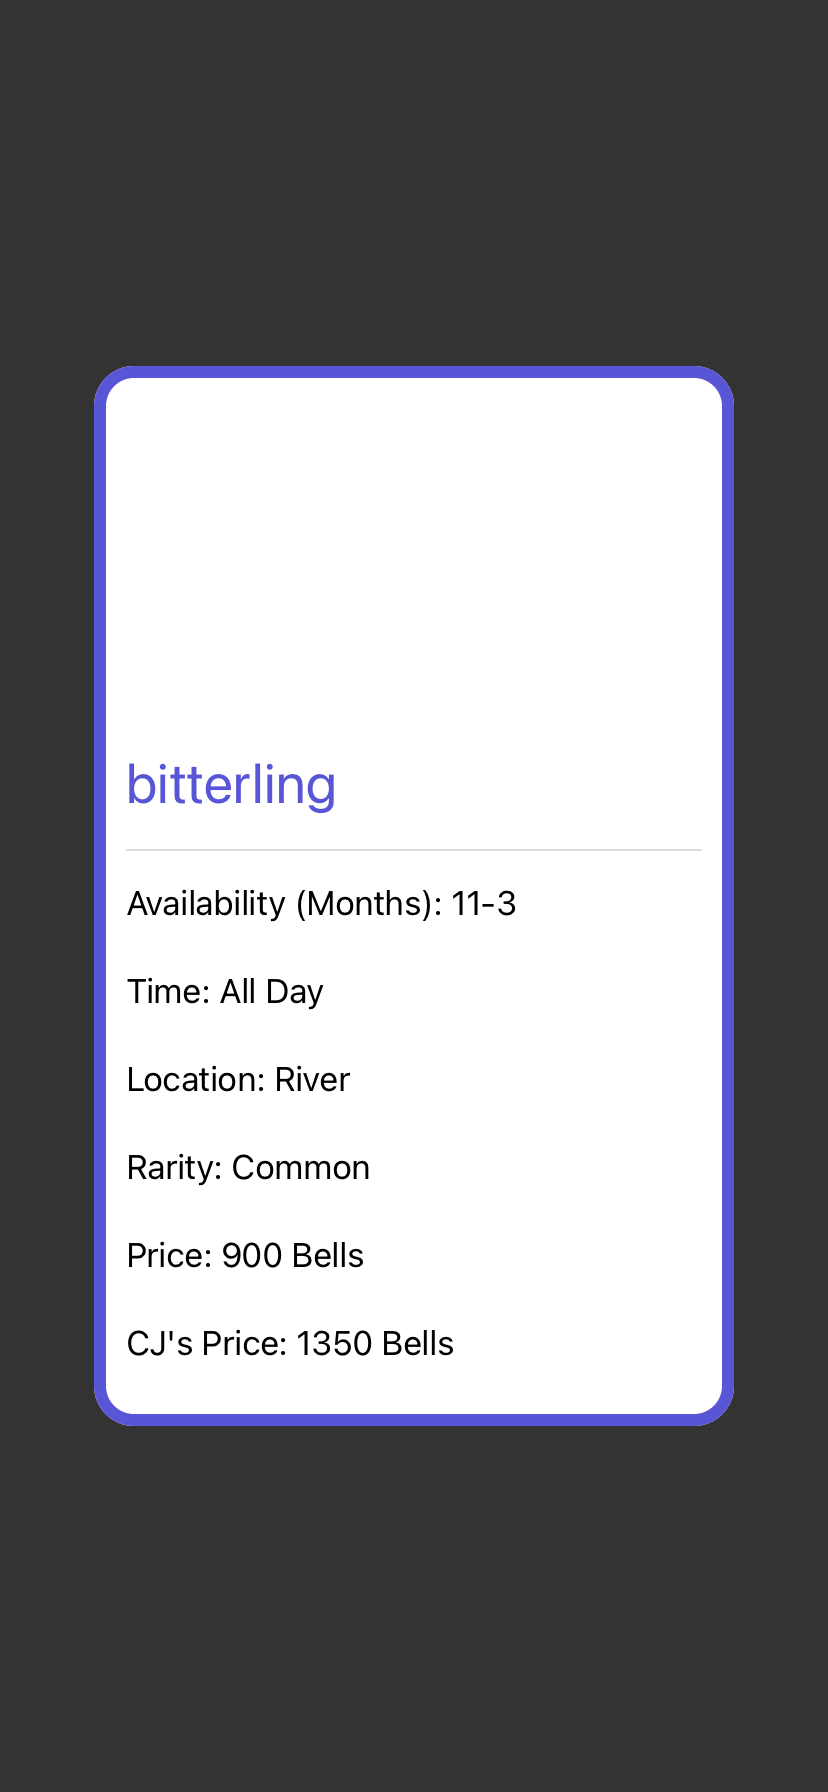 bitterling
Availability (Months): 11-3
Time: All Day
Location: River
Rarity: Common
Price: 900 Bells
CJ's Price: 1350 Bells